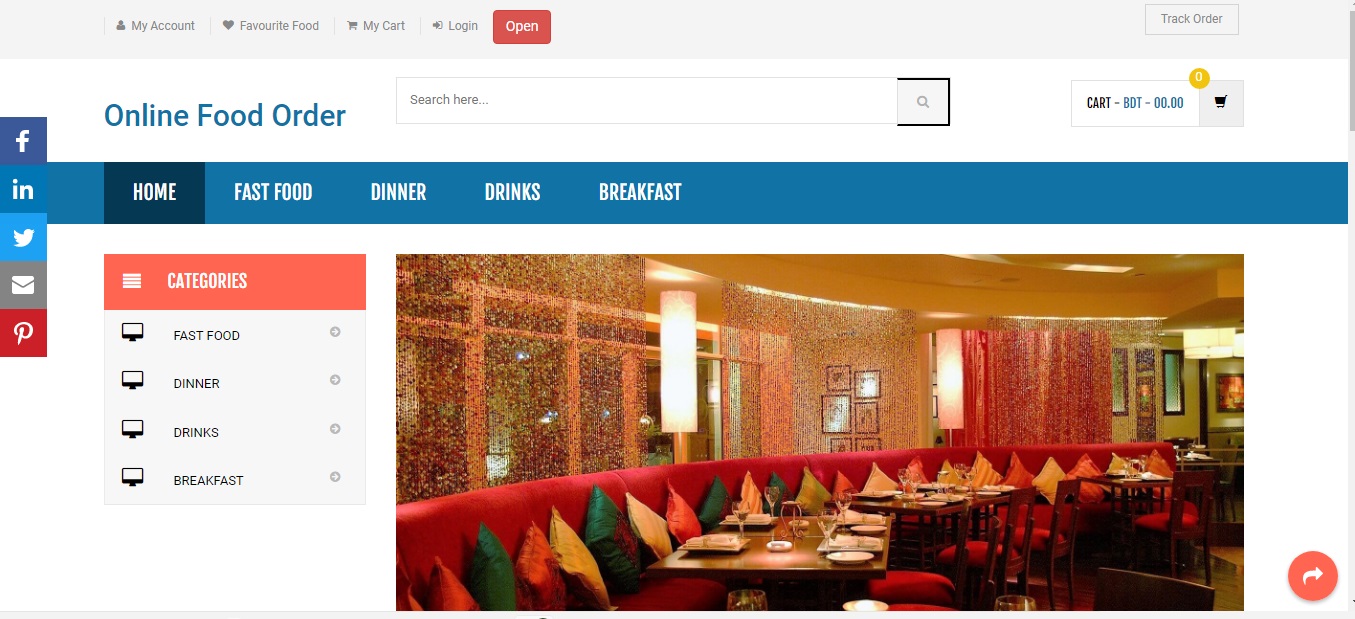 My Account Favourite Food My Cart Login Open Track Order
Search here...
0
Online Food Order
CART - BDT - 00.00
HOME FAST FOOD DINNER DRINKS BREAKFAST
CATEGORIES
FAST FOOD
DINNER
DRINKS
BREAKFAST